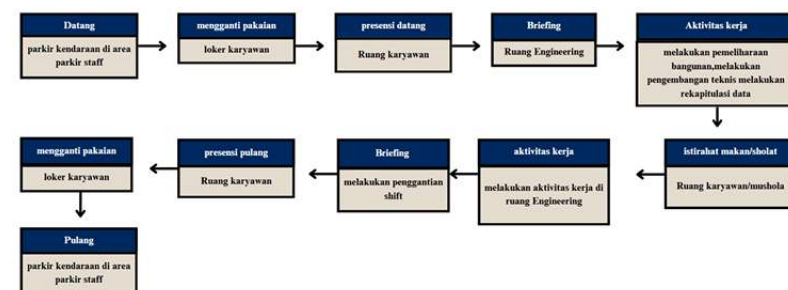 Datang
parkir kendaraan di area
parkir staff
mengganti pakaian
loker karyawan
presensi datang
Ruang karyawan
Briefing
Ruang Engineering
Aktivitas kerja
melakukan pemeliharaan
bangunan,melakukan
pengembangan teknis melakukan
rekapitulasi data
istirahat makan/sholat
Ruang karyawan/mushola
aktivitas kerja
melakukan aktivitas kerja di
ruang Engineering
Briefing
melakukan penggantian
shift
presensi pulang
Ruang karyawan
mengganti pakaian
loker karyawan
Pulang
parkir kendaraan di area
parkir staff